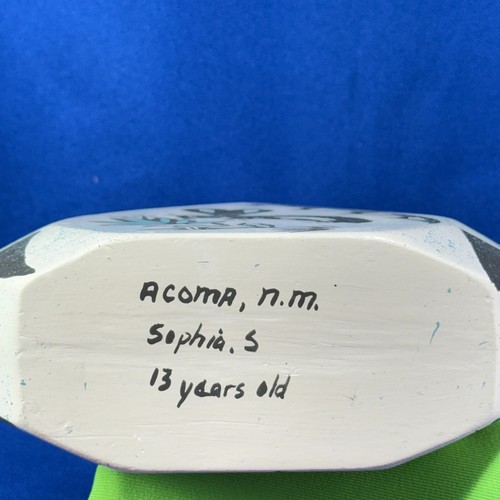 ACOMA, n.m.
Sophia. S
13 years old